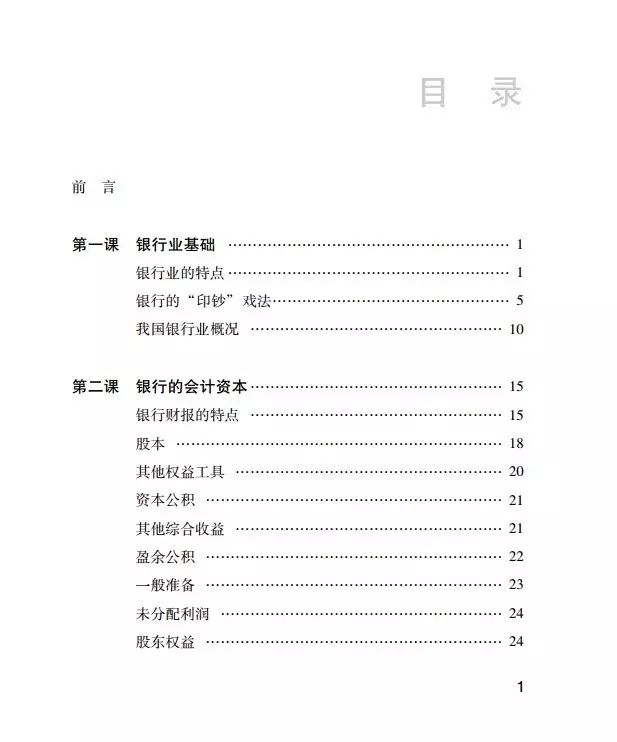 目 录
前 言
第一课 银行业基础 ………………………………………………… 1
银行业的特点………………………………………………… 1
银行的“印钞”戏法………………………………………… 5
我国银行业概况 …………………………………………… 10
第二课 银行的会计资本…………………………………………… 15
银行财报的特点 …………………………………………… 15
股本 ………………………………………………………… 18
其他权益工具 ……………………………………………… 20
资本公积 …………………………………………………… 21
其他综合收益 ……………………………………………… 21
盈余公积 …………………………………………………… 22
一般准备 …………………………………………………… 23
未分配利润 ………………………………………………… 24
股东权益 …………………………………………………… 24
1